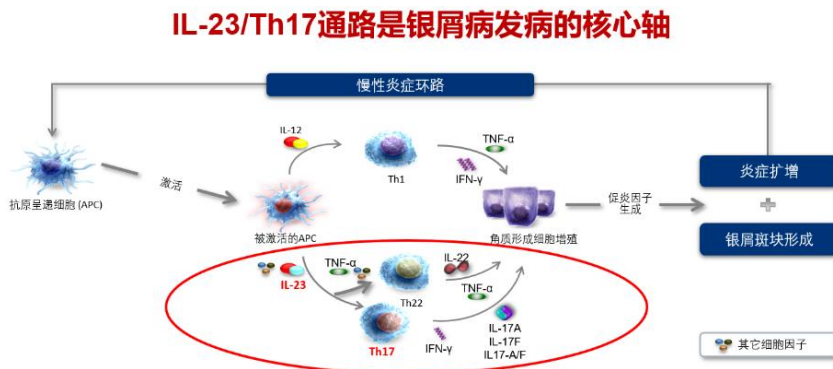 IL-23/Th17通路是银屑病发病的核心轴
慢性炎症环路
IL-12
TNF-α
Th1
IFN-γ
激活
抗原呈递细胞 (APC)
被激活的APC
角质形成细胞增殖
促炎因子
生成
炎症扩增
银屑斑块形成
TNF-α
IL-22
IL-23
Th22
TNF-α
Th17
IFN-γ
IL-17A
IL-17F
IL17-A/F
其它细胞因子